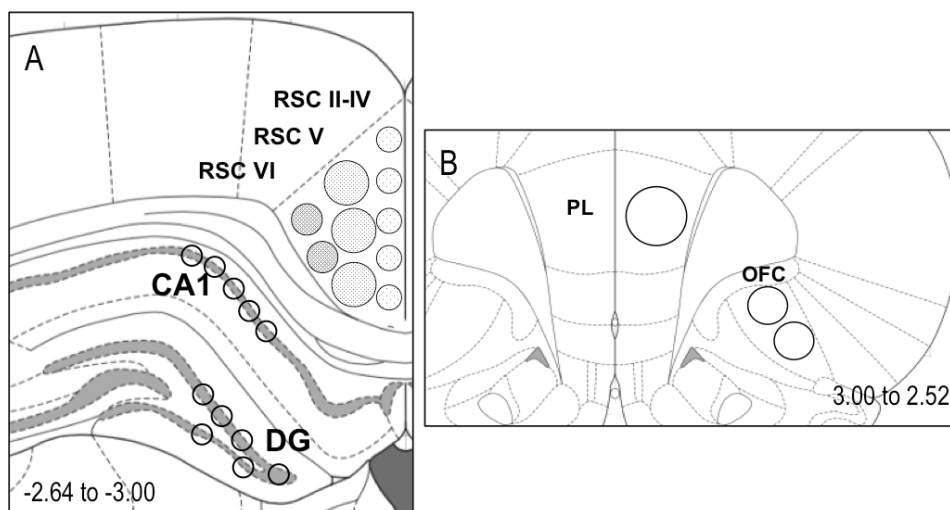 A
RSC II-IV
RSC V
RSC VI
CA1
DG
-2.64 to -3.00
B
PL
OFC
3.00 to 2.52